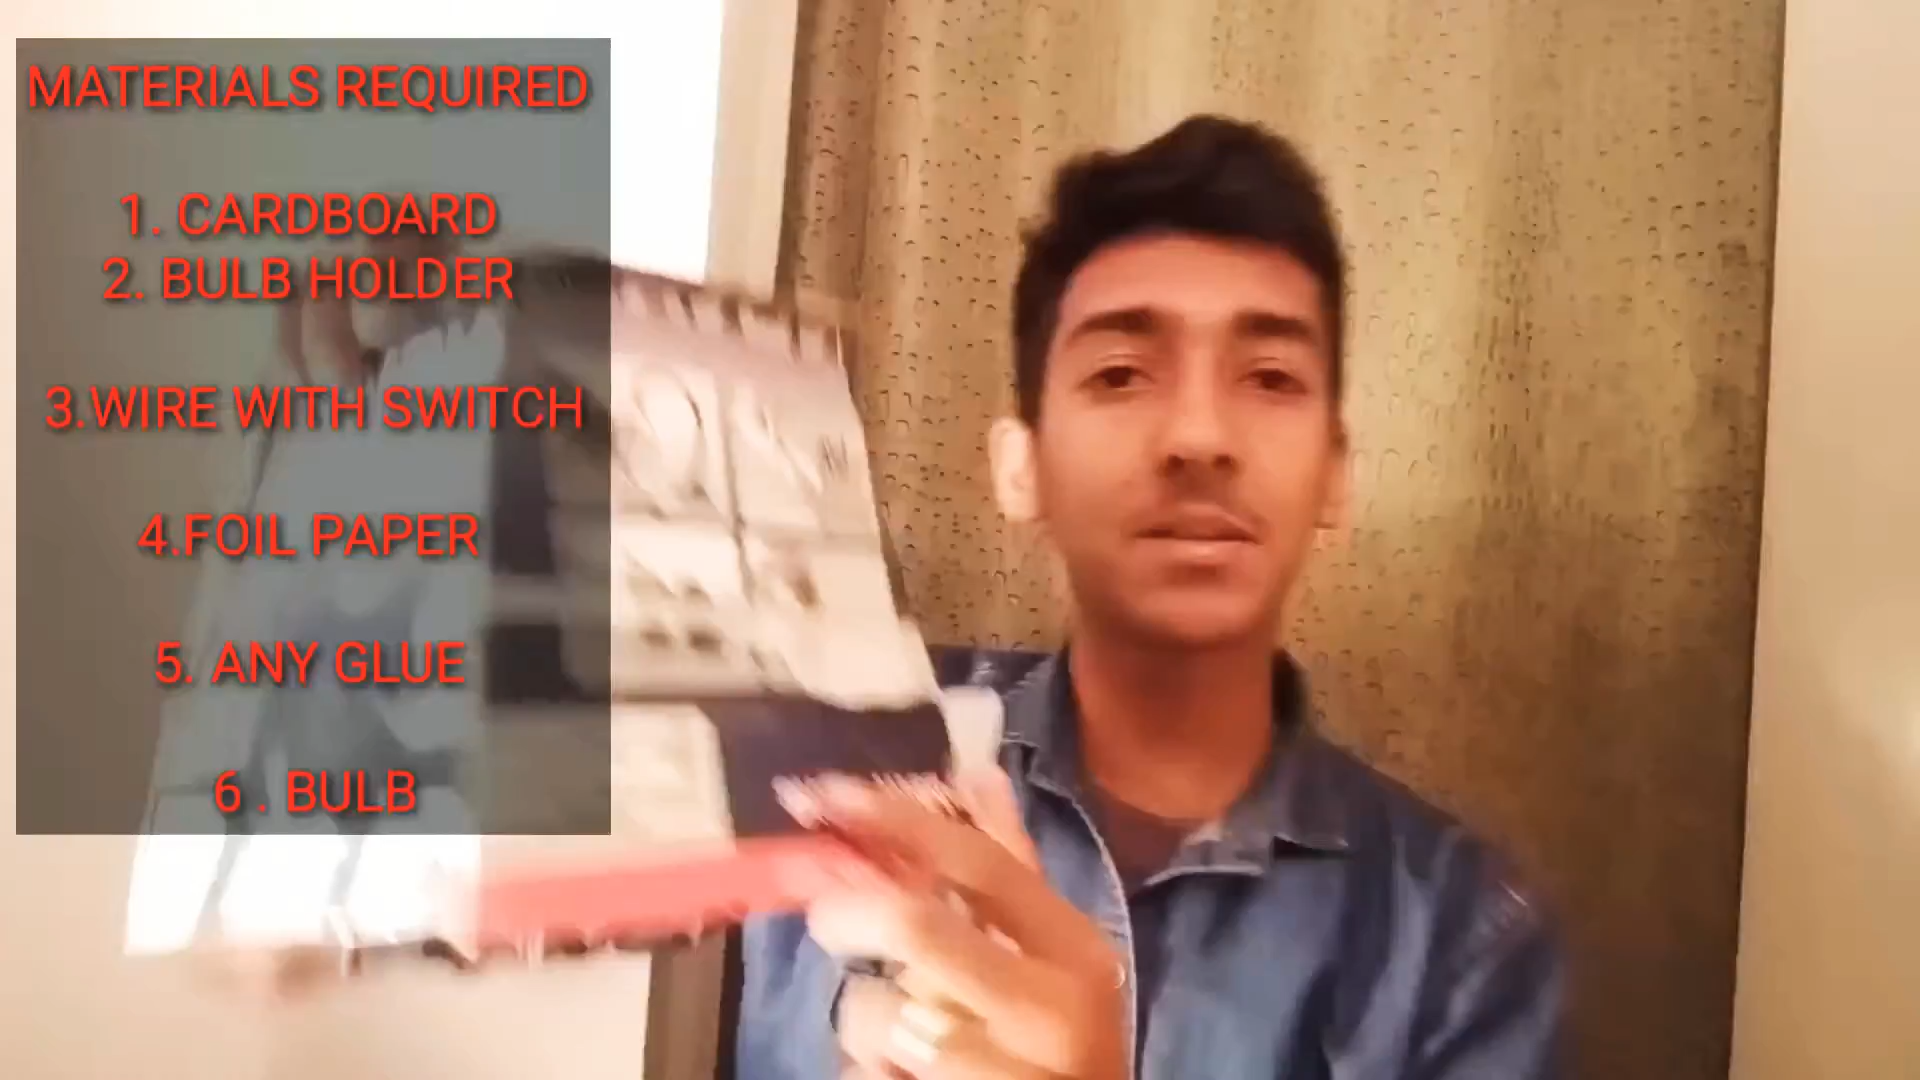 MATERIALS REQUIRED
1. CARDBOARD
2. BULB HOLDER
3.WIRE WITH SWITCH
4.FOIL PAPER
5. ANY GLUE
6 . BULB